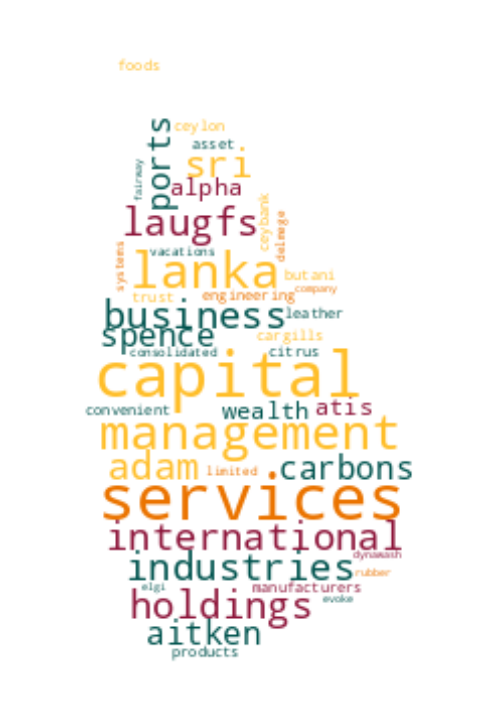 foods
ports
ceylon
asset
sri
fairway
alpha
laugfs
ceybank
delmege
vacations
systems
lanka
butani
trust
engineering
company
business
leather
spence
cargills
consolidated
citrus
capital
convenient
wealth
atis
management
adam
limited
carbons
services
international
dynawash
industries
rubber
elgi
manufacturers
holdings
evoke
aitken
products